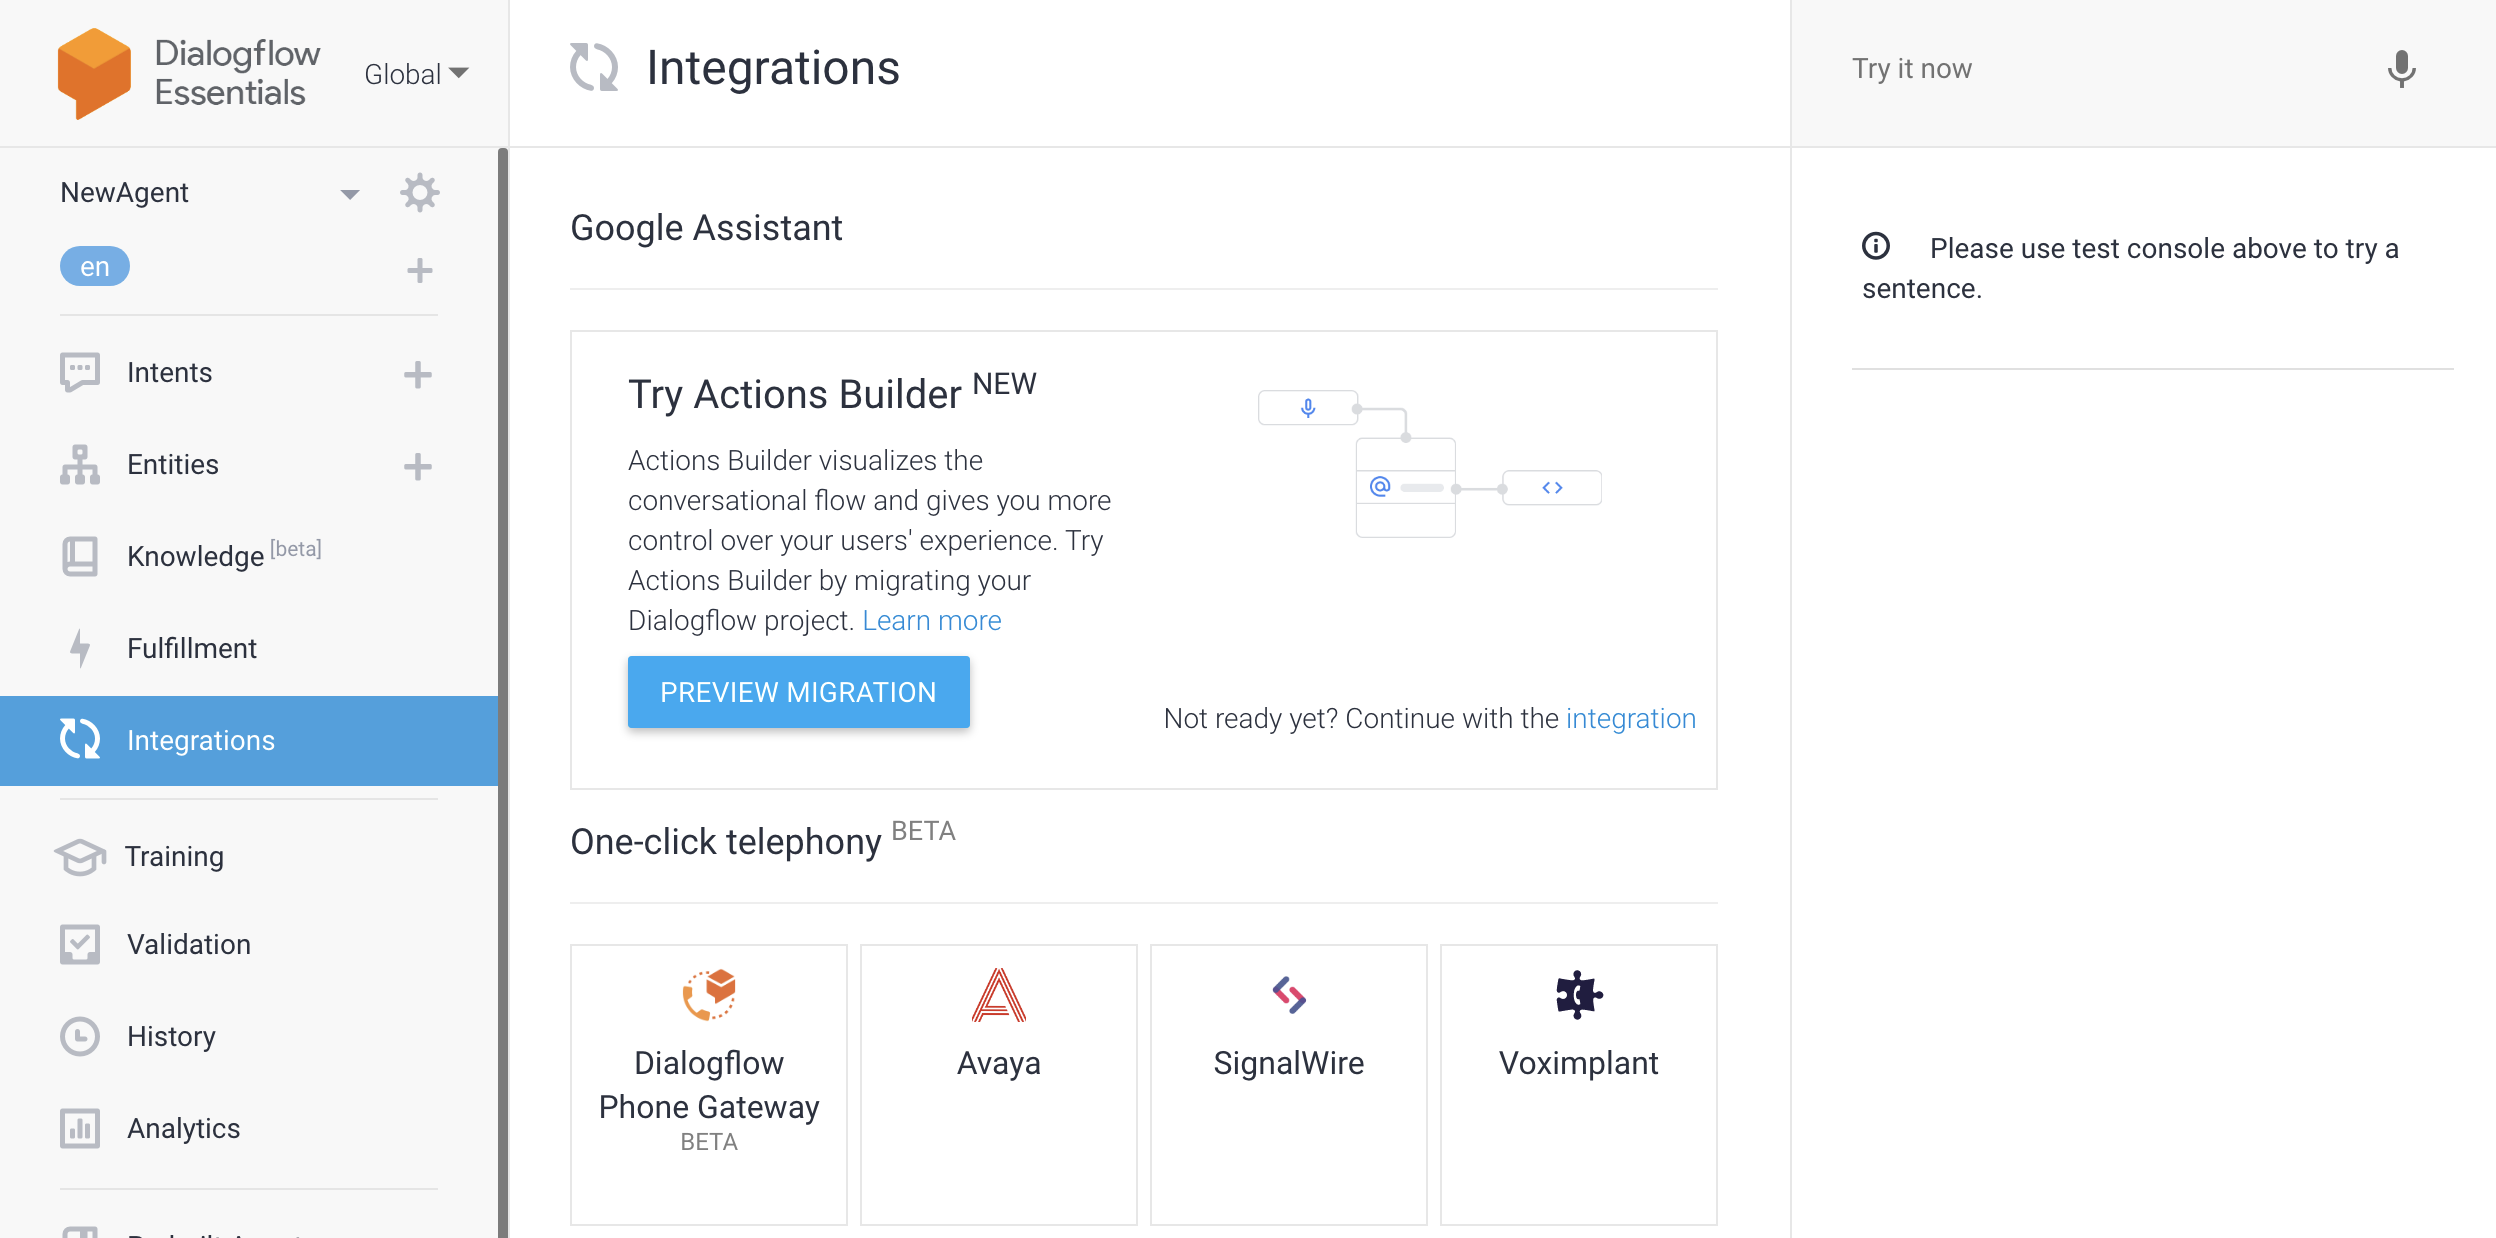 Dialogflow
Essentials
Global
Integrations
Try it now
NewAgent
en
Intents
Entities
Knowledge [beta]
Fulfillment
Integrations
Training
Validation
History
Analytics
Google Assistant
Try Actions Builder NEW
Actions Builder visualizes the
conversational flow and gives you more
control over your users' experience. Try
Actions Builder by migrating your
Dialogflow project. Learn more
PREVIEW MIGRATION
Not ready yet? Continue with the integration
One-click telephony BETA
Dialogflow
Phone Gateway
BETA
Avaya
SignalWire
Voximplant
Please use test console above to try a
sentence.